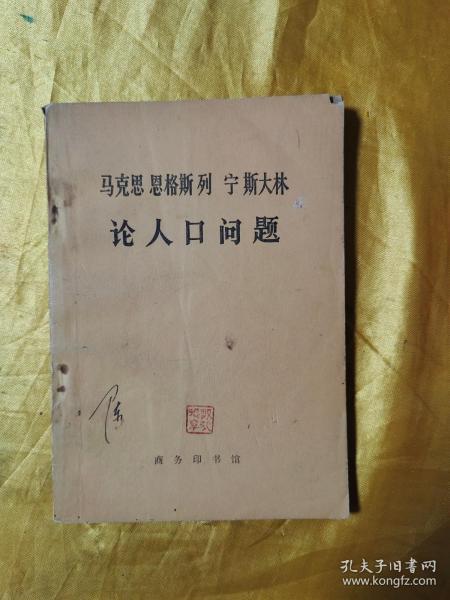 马克思 恩格斯 列 宁 斯大林
论人口问题
陈
商务印书馆
孔夫子旧书网
www.kongfz.com